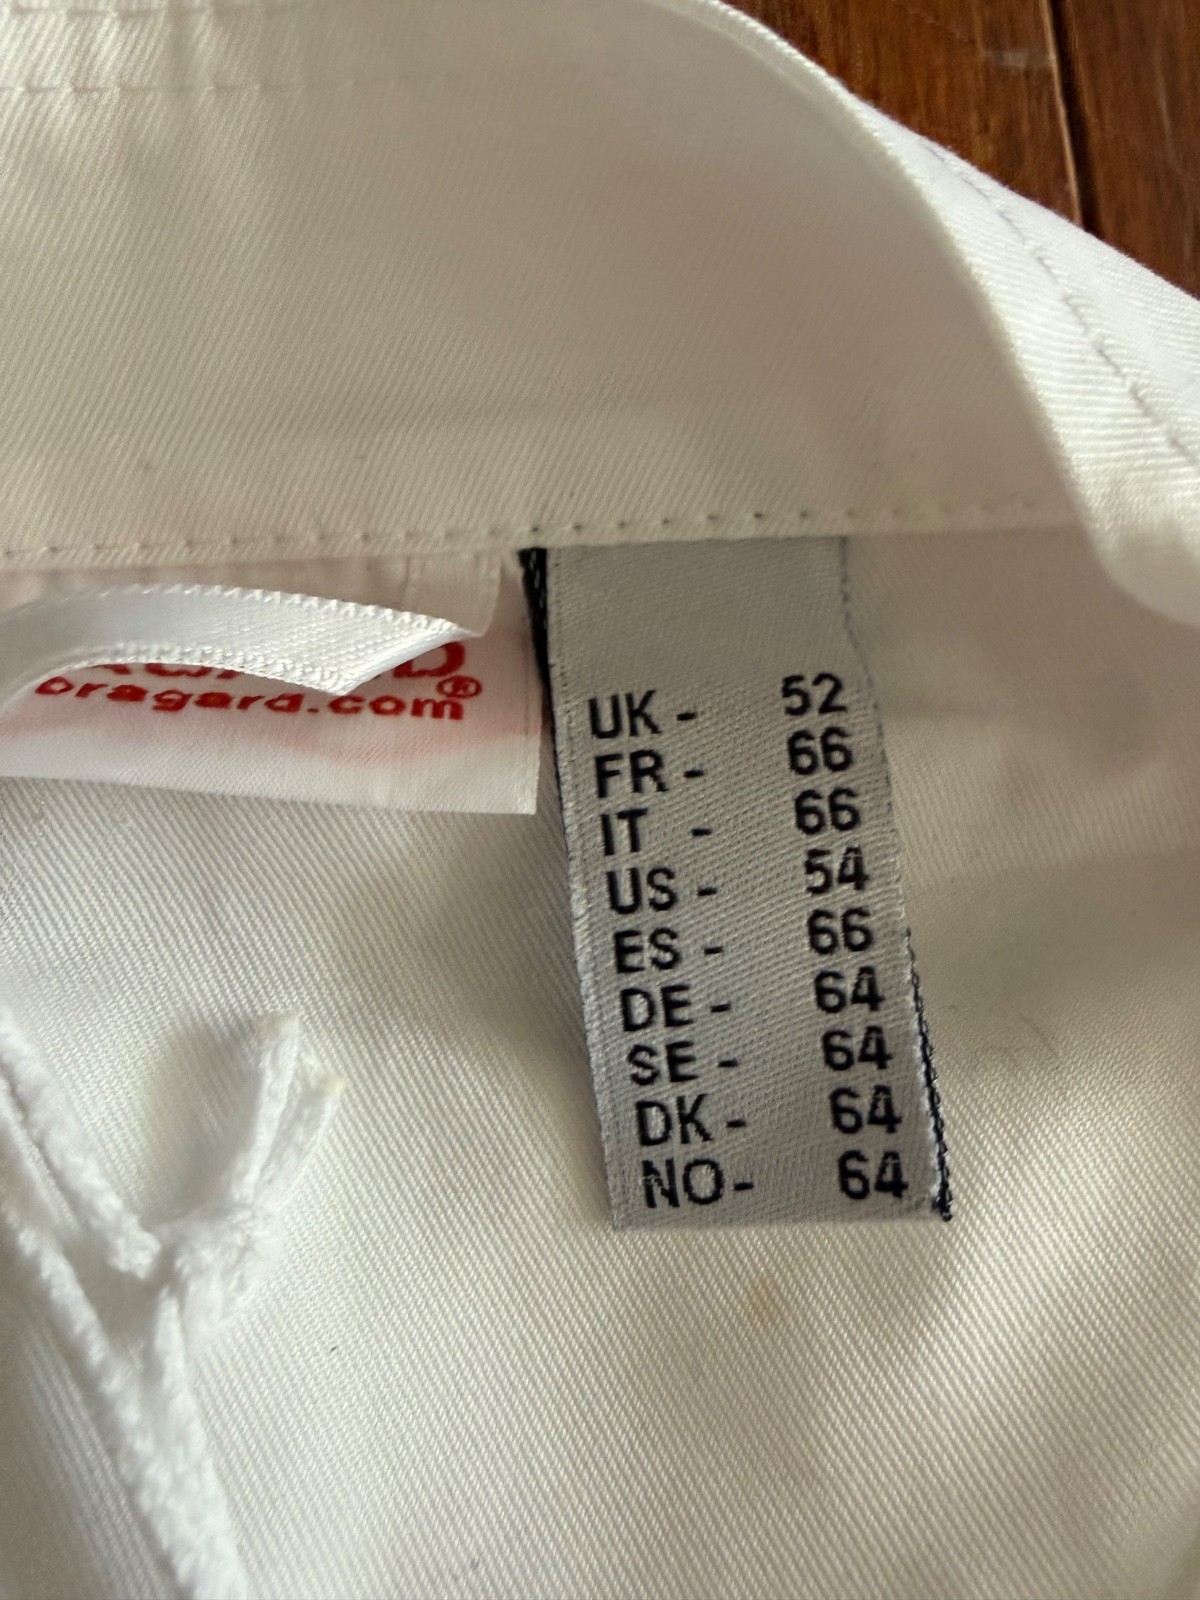 bragard.com®
UK - 52
FR - 66
IT - 66
US - 54
ES - 66
DE - 64
SE - 64
DK - 64
NO- 64